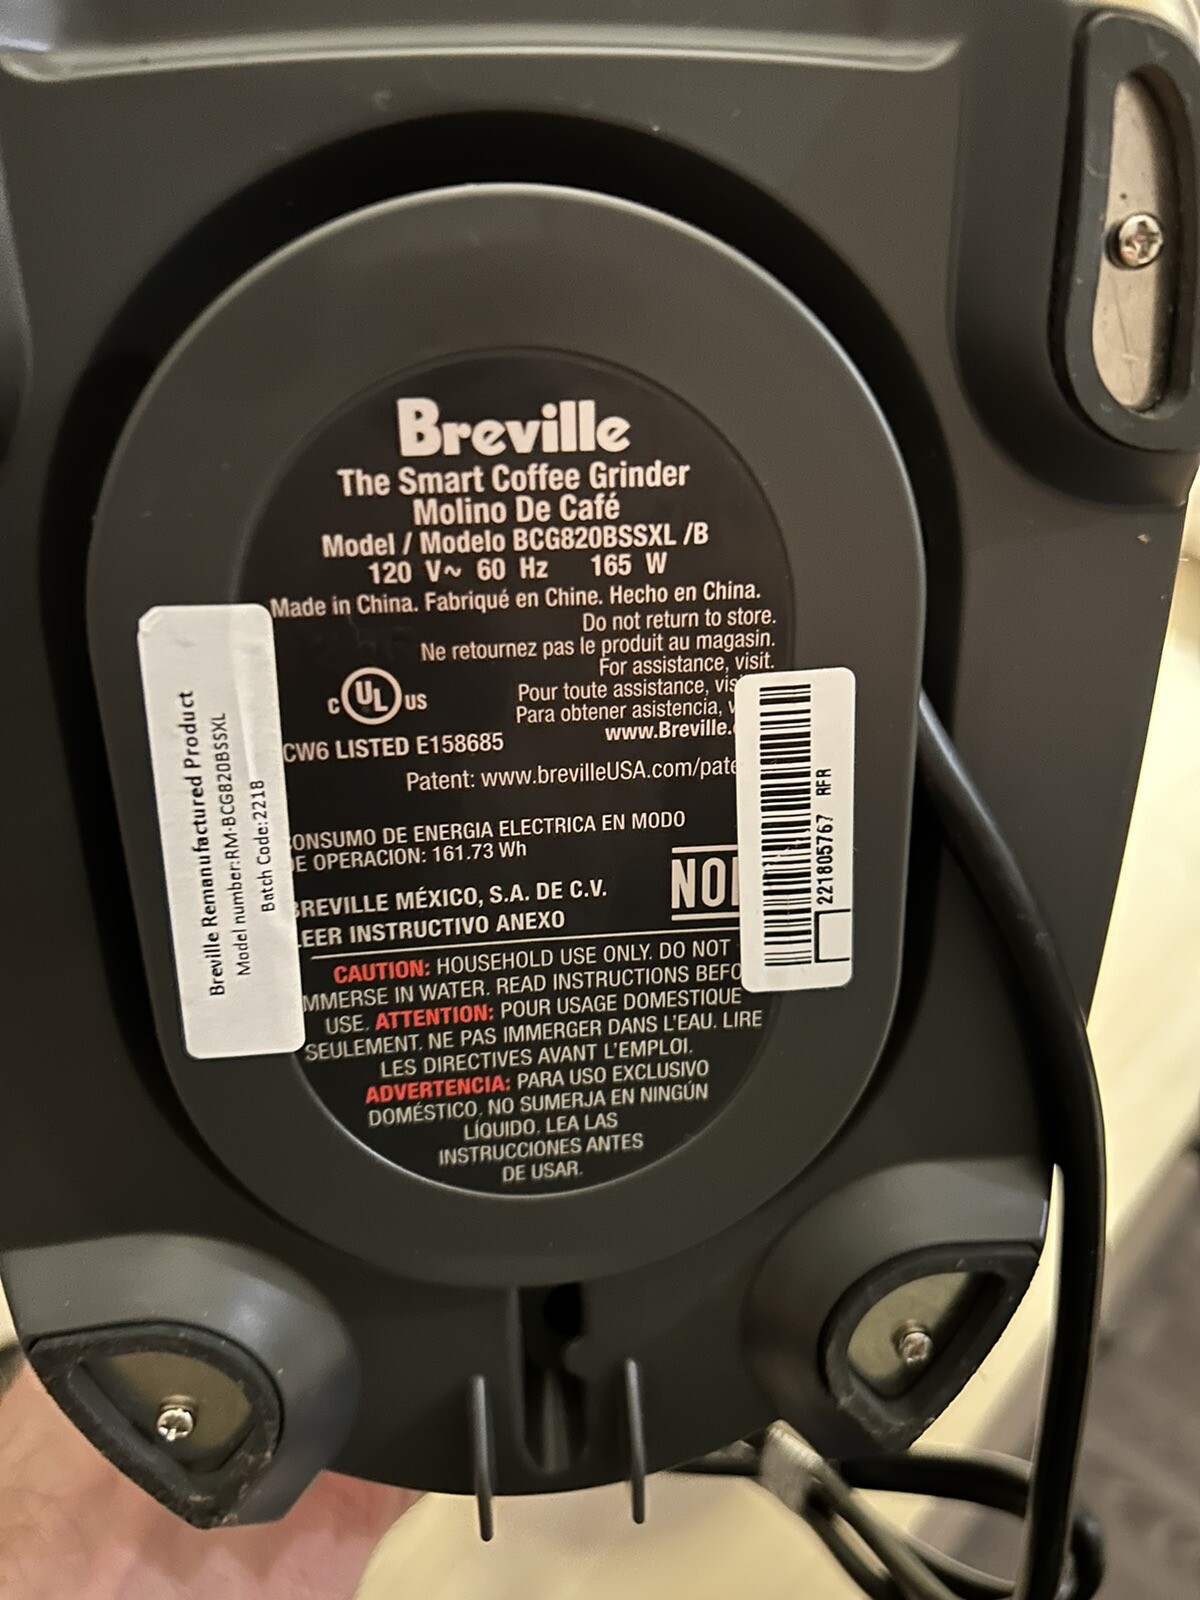 Breville
The Smart Coffee Grinder
Molino De Café
Model / Modelo BCG820BSSXL /B
120 V~ 60 Hz 165 W
Made in China. Fabriqué en Chine. Hecho en China.
Do not return to store.
Ne retournez pas le produit au magasin.
For assistance, visit.
Pour toute assistance, vis
Para obtener asistencia, v
www.Breville.
C UL US
CW6 LISTED E158685
Patent: www.brevilleUSA.com/pate
ONSUMO DE ENERGIA ELECTRICA EN MODO
E OPERACION: 161.73 Wh
BREVILLE MÉXICO, S.A. DE C.V.
LEER INSTRUCTIVO ANEXO
NO
CAUTION: HOUSEHOLD USE ONLY. DO NOT
MMERSE IN WATER. READ INSTRUCTIONS BEFO
USE. ATTENTION: POUR USAGE DOMESTIQUE
SEULEMENT. NE PAS IMMERGER DANS L'EAU. LIRE
LES DIRECTIVES AVANT L'EMPLOI.
ADVERTENCIA: PARA USO EXCLUSIVO
DOMÉSTICO. NO SUMERJA EN NINGÚN
LÍQUIDO. LEA LAS
INSTRUCCIONES ANTES
DE USAR.
Breville Remanufactured Product
Model number:RM-BCG820BSSXL
Batch Code:2218
221805767 RFR